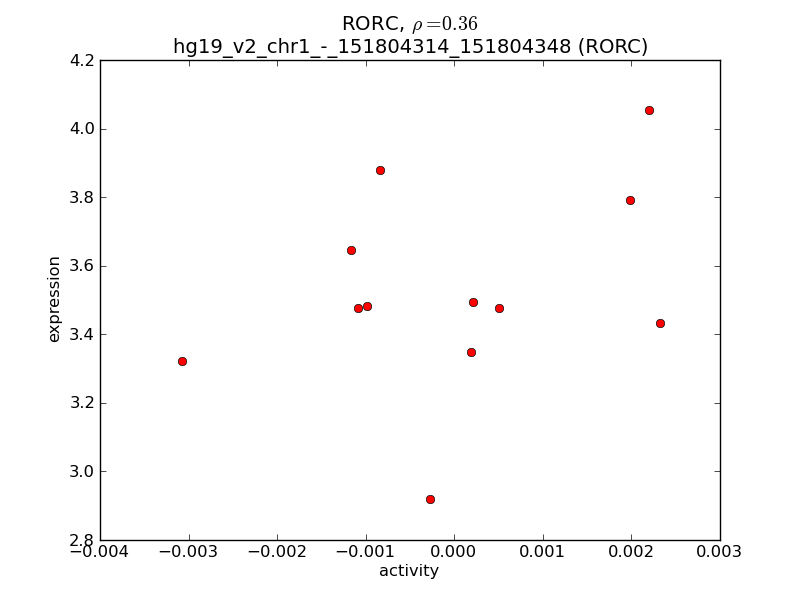 RORC, ρ=0.36
hg19_v2_chr1_-_151804314_151804348 (RORC)
4.2
4.0
3.8
3.6
3.4
3.2
3.0
2.8
expression
−0.004 −0.003 −0.002 −0.001 0.000 0.001 0.002 0.003
activity